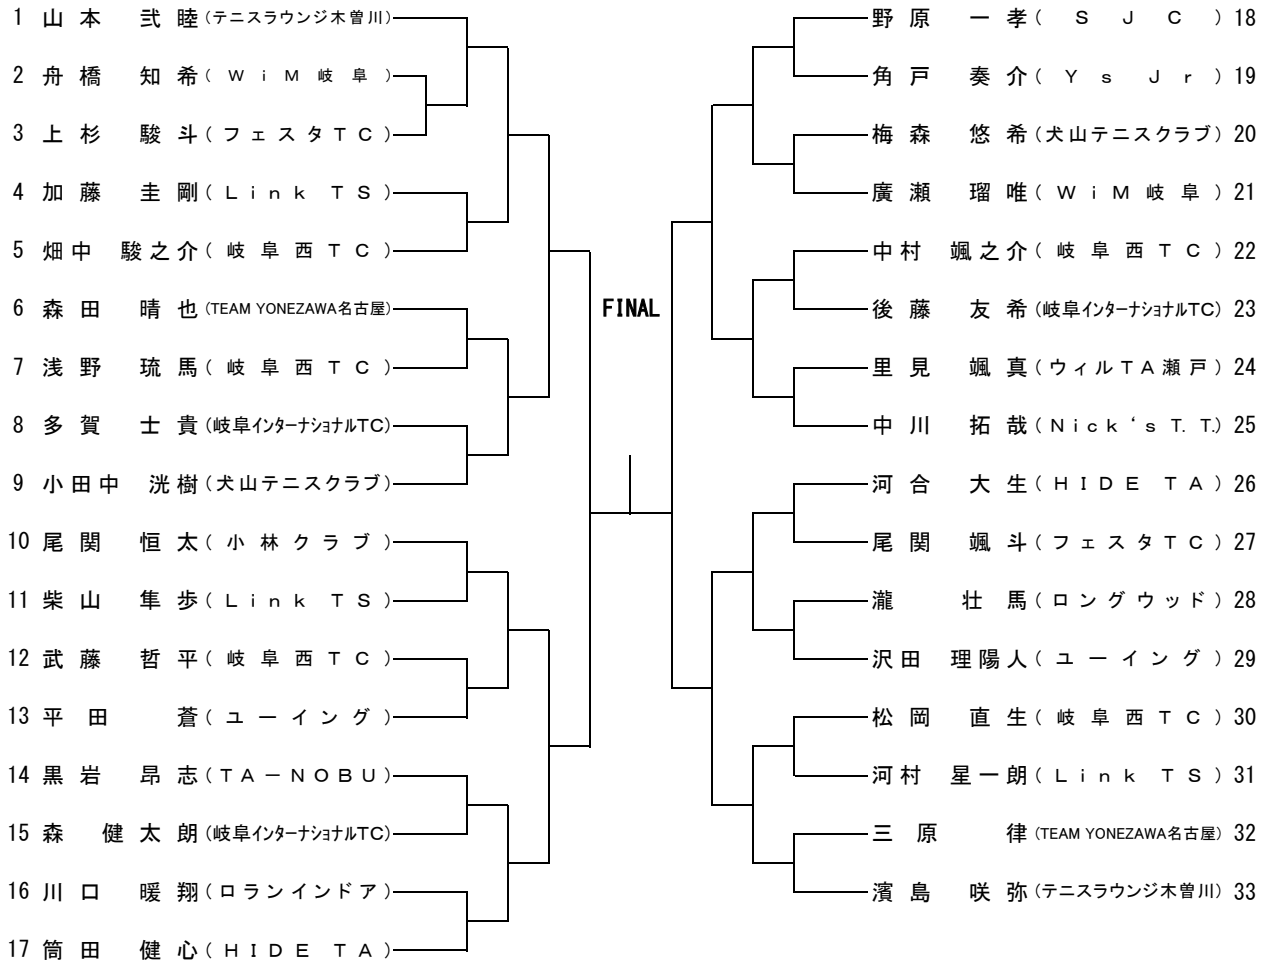 1 山本 弐睦 (テニスラウンジ木曽川)
2 舟橋 知希 (WiM岐阜)
3 上杉 駿斗 (フェスタTC)
4 加藤 圭剛 (Link TS)
5 畑中 駿之介 (岐阜西TC)
6 森田 晴也 (TEAM YONEZAWA名古屋)
7 浅野 琉馬 (岐阜西TC)
8 多賀 士貴 (岐阜インターナショナルTC)
9 小田中 洸樹 (犬山テニスクラブ)
10 尾関 恒太 (小林クラブ)
11 柴山 隼歩 (Link TS)
12 武藤 哲平 (岐阜西TC)
13 平田 蒼 (ユーイング)
14 黒岩 昂志 (TA－NOBU)
15 森 健太朗 (岐阜インターナショナルTC)
16 川口 暖翔 (ロランインドア)
17 筒田 健心 (HIDE TA)
FINAL
野原 一孝 (SJC) 18
角戸 奏介 (Ys Jr) 19
梅森 悠希 (犬山テニスクラブ) 20
廣瀬 瑠唯 (WiM岐阜) 21
中村 颯之介 (岐阜西TC) 22
後藤 友希 (岐阜インターナショナルTC) 23
里見 颯真 (ウィルTA瀬戸) 24
中川 拓哉 (Nick‘s T.T.) 25
河合 大生 (HIDE TA) 26
尾関 颯斗 (フェスタTC) 27
瀧 壮馬 (ロングウッド) 28
沢田 理陽人 (ユーイング) 29
松岡 直生 (岐阜西TC) 30
河村 星一朗 (Link TS) 31
三原 律 (TEAM YONEZAWA名古屋) 32
濱島 咲弥 (テニスラウンジ木曽川) 33